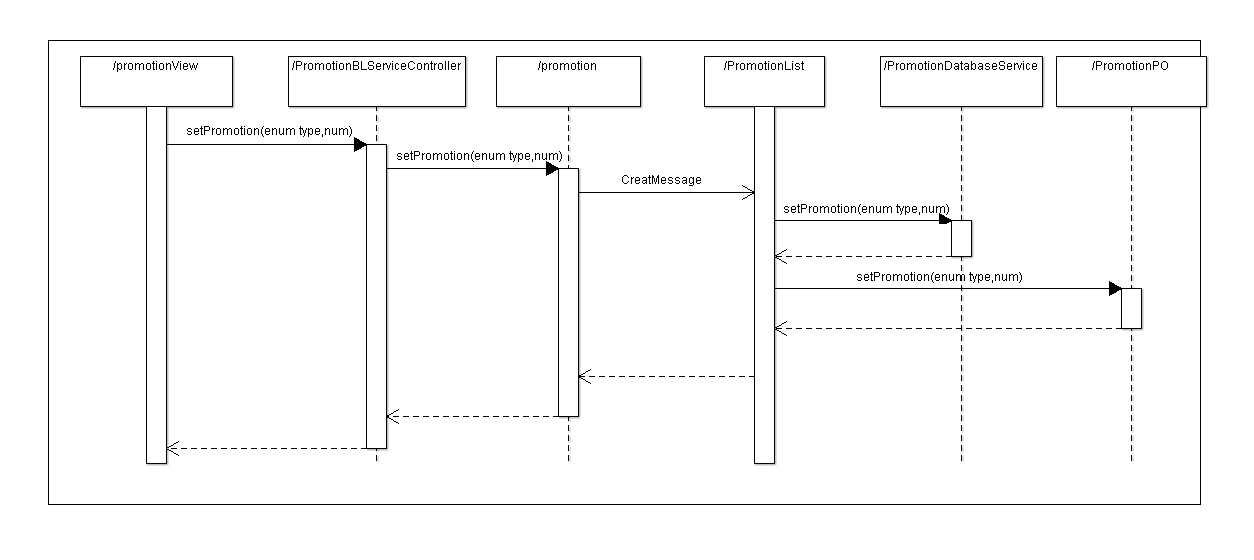 /promotionView
/PromotionBLServiceController
/promotion
/PromotionList
/PromotionDatabaseService
/PromotionPO
setPromotion(enum type,num)
setPromotion(enum type,num)
CreatMessage
setPromotion(enum type,num)
setPromotion(enum type,num)